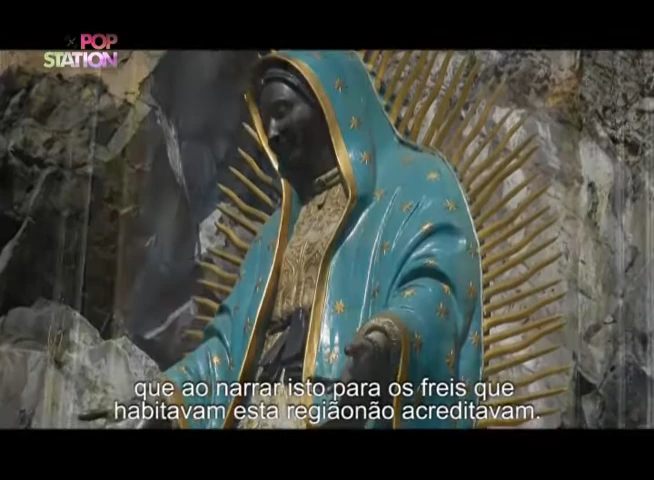 POP
STATION
que ao narrar isto para os freis que
habitavam esta regiãonão acreditavam.